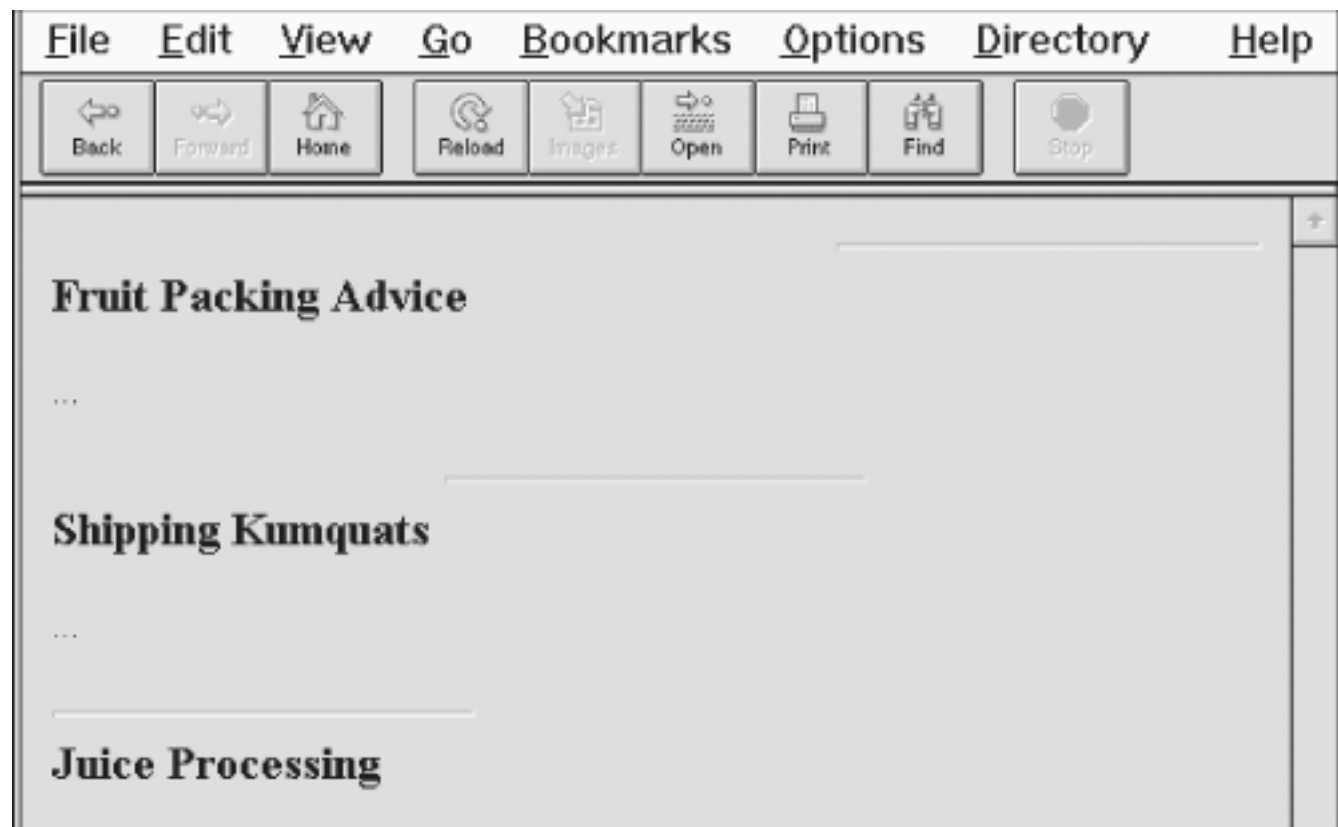 File Edit View Go Bookmarks Options Directory Help
Back Forward Home Reload Images Open Print Find Stop
Fruit Packing Advice
...
Shipping Kumquats
...
Juice Processing